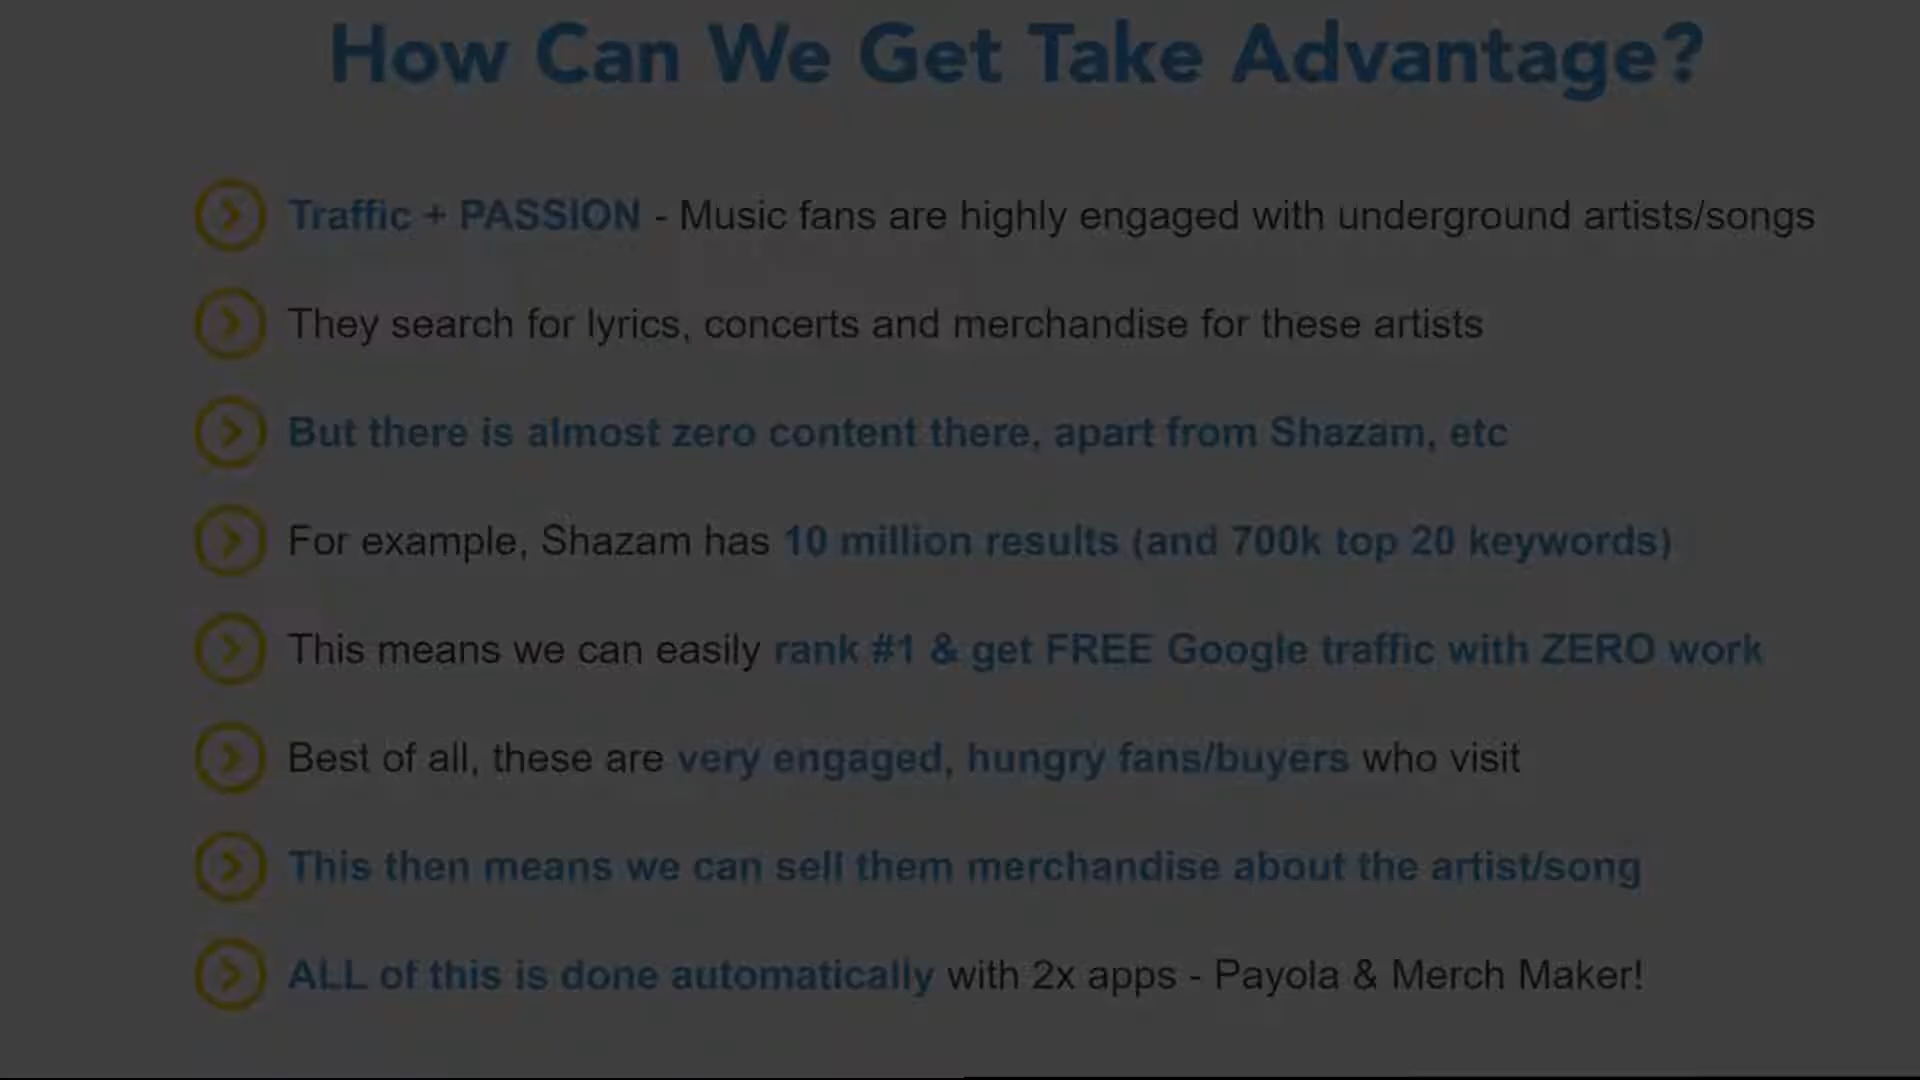 How Can We Get Take Advantage?
Traffic + PASSION - Music fans are highly engaged with underground artists/songs
They search for lyrics, concerts and merchandise for these artists
But there is almost zero content there, apart from Shazam, etc
For example, Shazam has 10 million results (and 700k top 20 keywords)
This means we can easily rank #1 & get FREE Google traffic with ZERO work
Best of all, these are very engaged, hungry fans/buyers who visit
This then means we can sell them merchandise about the artist/song
ALL of this is done automatically with 2x apps - Payola & Merch Maker!